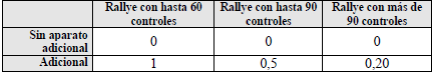 Rallye con hasta 60 controles
Rallye con hasta 90 controles
Rallye con más de 90 controles
Sin aparato adicional
0
0
0
Adicional
1
0,5
0,20